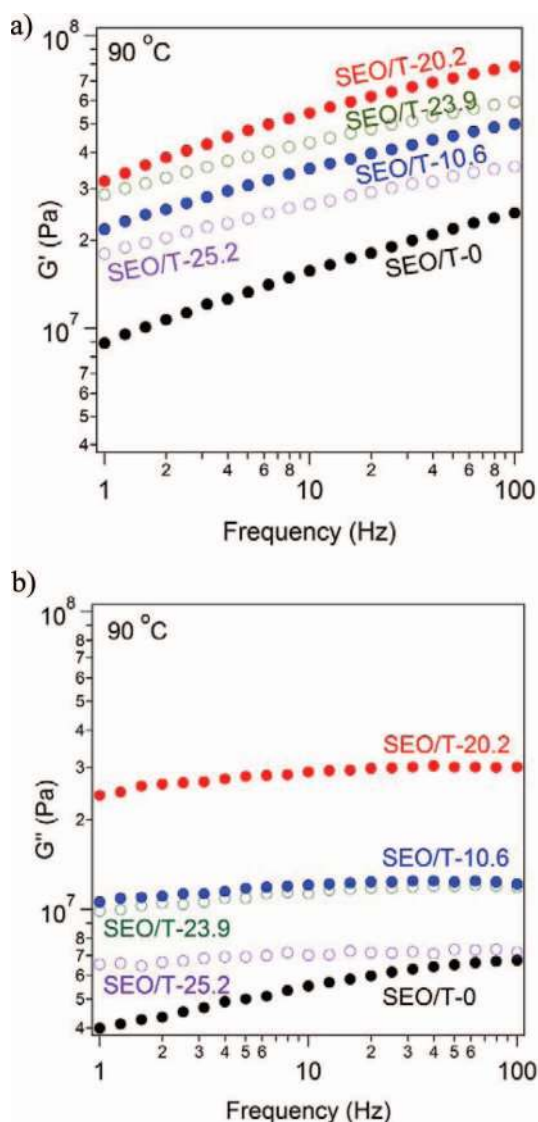 a)
10⁸
90 °C
8
7
6
5
4
3
2
10⁷
8
7
6
5
4
G' (Pa)
SEO/T-20.2
SEO/T-23.9
SEO/T-10.6
SEO/T-25.2
SEO/T-0
1 2 4 6 8 10 2 4 6 8 100
Frequency (Hz)
b)
10⁸
90 °C
8
7
6
5
4
3
2
10⁷
8
7
6
5
4
G'' (Pa)
SEO/T-20.2
SEO/T-10.6
SEO/T-23.9
SEO/T-25.2
SEO/T-0
1 2 3 4 5 6 10 2 3 4 5 6 100
Frequency (Hz)